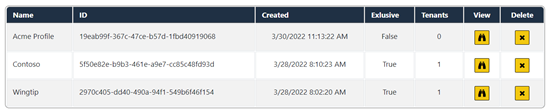 Name ID Created Exlusive Tenants View Delete
Acme Profile 19eab99f-367c-47ce-b57d-1fbd40919068 3/30/2022 11:13:22 AM False 0
Contoso 5f50e82e-b9b3-461e-a9e7-cc85c48fd93d 3/28/2022 8:10:23 AM True 1
Wingtip 2970c405-dd40-490a-94f1-549b6f46f154 3/28/2022 8:02:20 AM True 1